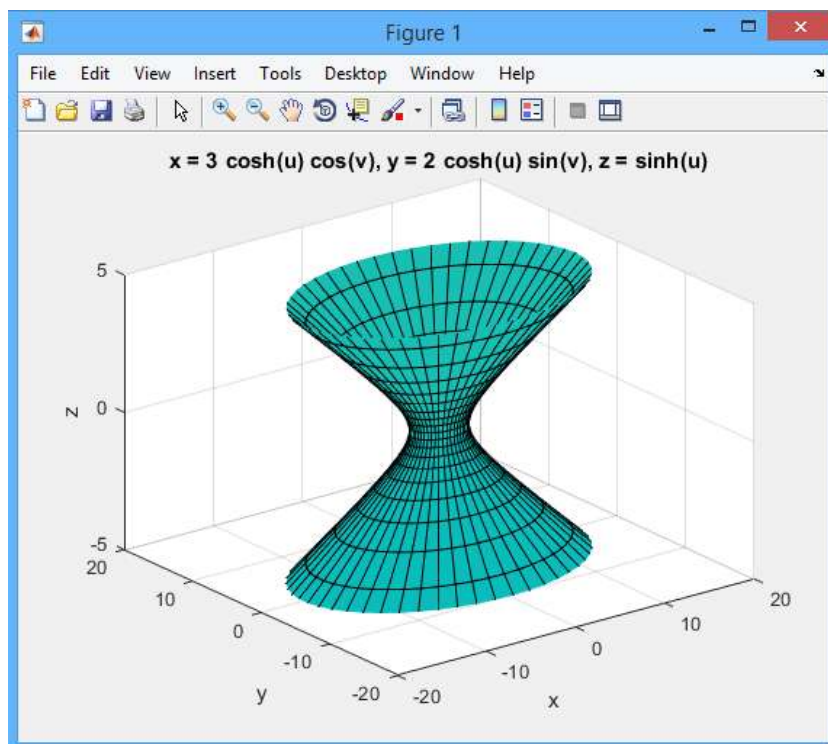 Figure 1
File Edit View Insert Tools Desktop Window Help
x = 3 cosh(u) cos(v), y = 2 cosh(u) sin(v), z = sinh(u)
5
0
-5
z
20
10
0
-10
-20
y
-20
-10
0
10
20
x